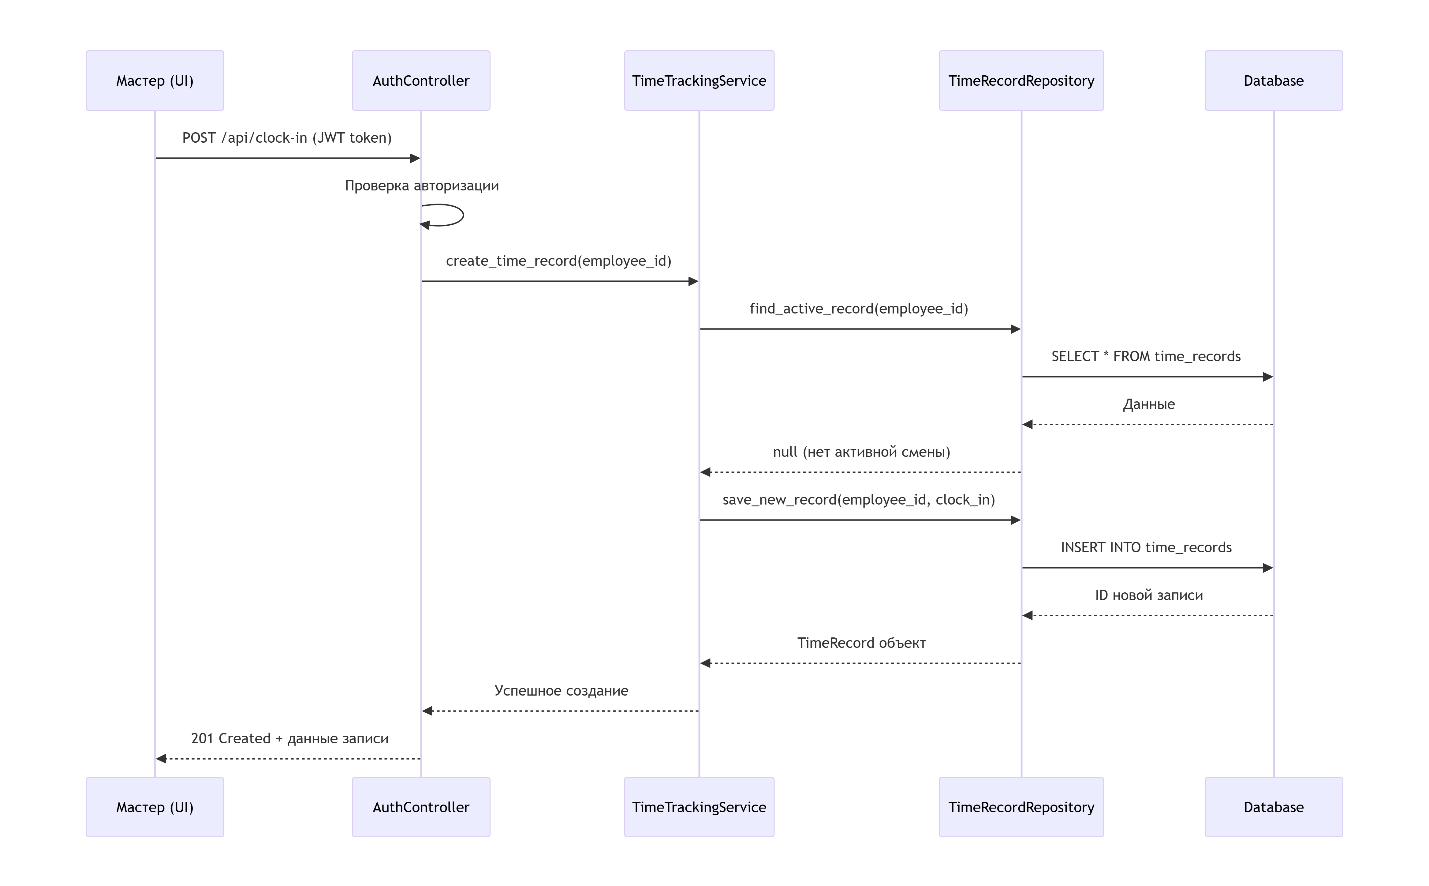 Мастер (UI)
AuthController
TimeTrackingService
TimeRecordRepository
Database
POST /api/clock-in (JWT token)
Проверка авторизации
create_time_record(employee_id)
find_active_record(employee_id)
SELECT * FROM time_records
Данные
null (нет активной смены)
save_new_record(employee_id, clock_in)
INSERT INTO time_records
ID новой записи
TimeRecord объект
Успешное создание
201 Created + данные записи
Мастер (UI)
AuthController
TimeTrackingService
TimeRecordRepository
Database